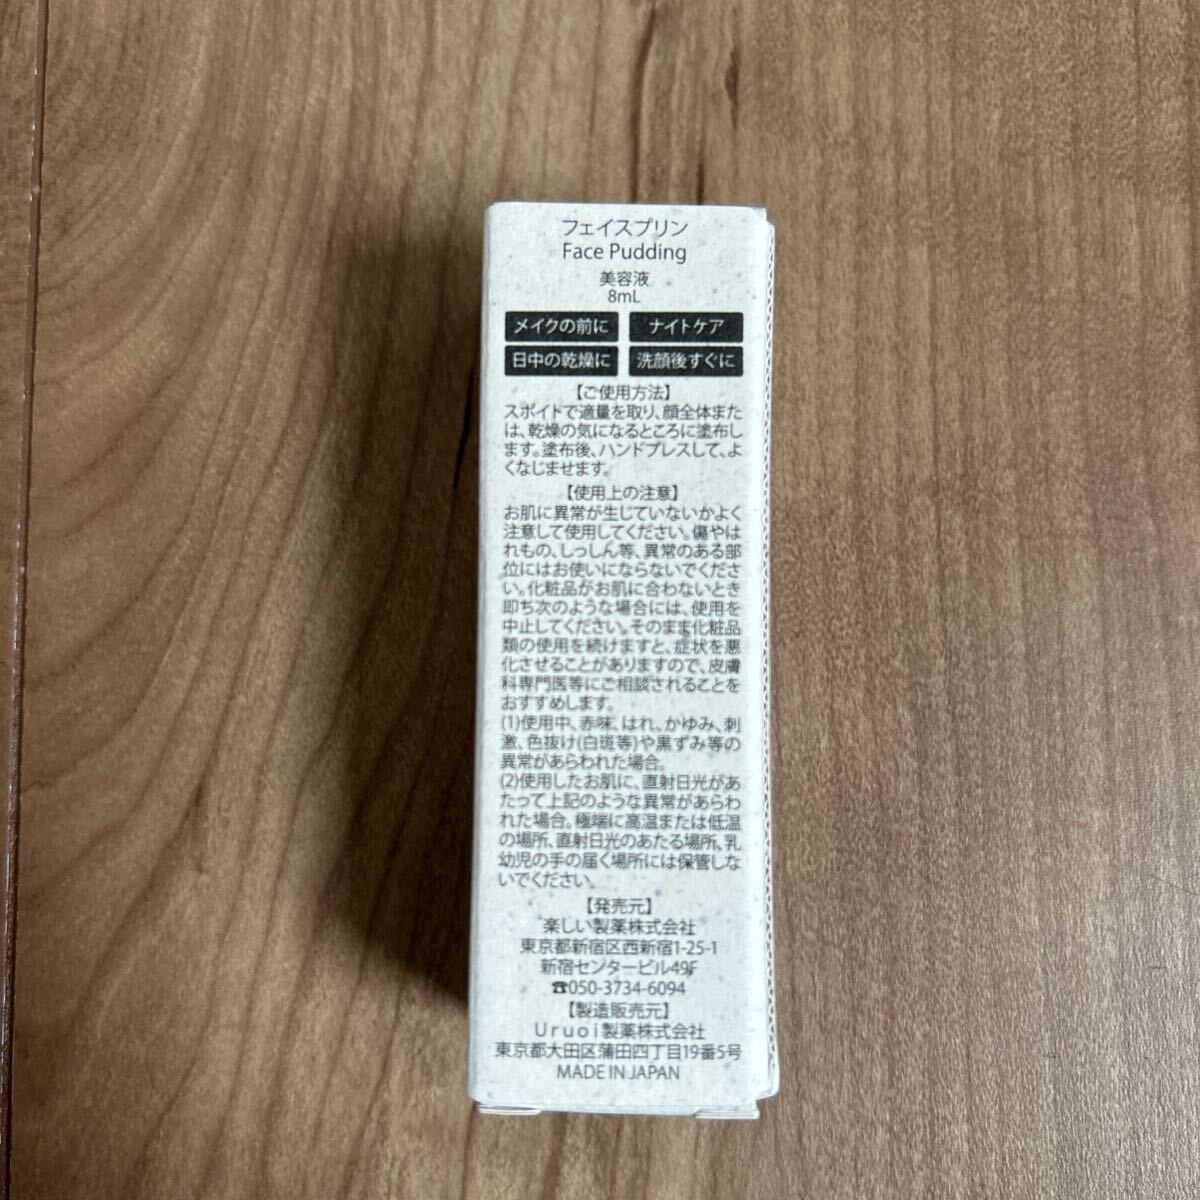 フェイスプリン
Face Pudding
美容液
8mL
メイクの前に ナイトケア
日中の乾燥に 洗顔後すぐに
【ご使用方法】
スポイドで適量を取り、顔全体また
は、乾燥の気になるところに塗布し
ます。塗布後、ハンドプレスして、よ
くなじませます。
【使用上の注意】
お肌に異常が生じていないかよく
注意して使用してください。傷やは
れもの、しっしん等、異常のある部
位にはお使いにならないでくださ
い。化粧品がお肌に合わないとき
即ち次のような場合には、使用を
中止してください。そのまま化粧品
類の使用を続けますと、症状を悪
化させることがありますので、皮膚
科専門医等にご相談されることを
おすすめします。
(1)使用中、赤味、はれ、かゆみ、刺
激、色抜け(白斑等)や黒ずみ等の
異常があらわれた場合。
(2)使用したお肌に、直射日光があ
たって上記のような異常があらわ
れた場合。極端に高温または低温
の場所、直射日光のあたる場所、乳
幼児の手の届く場所には保管しな
いでください。
【発売元】
楽しい製薬株式会社
東京都新宿区西新宿1-25-1
新宿センタービル49F
☎050-3734-6094
【製造販売元】
Uruoi製薬株式会社
東京都大田区蒲田四丁目19番5号
MADE IN JAPAN